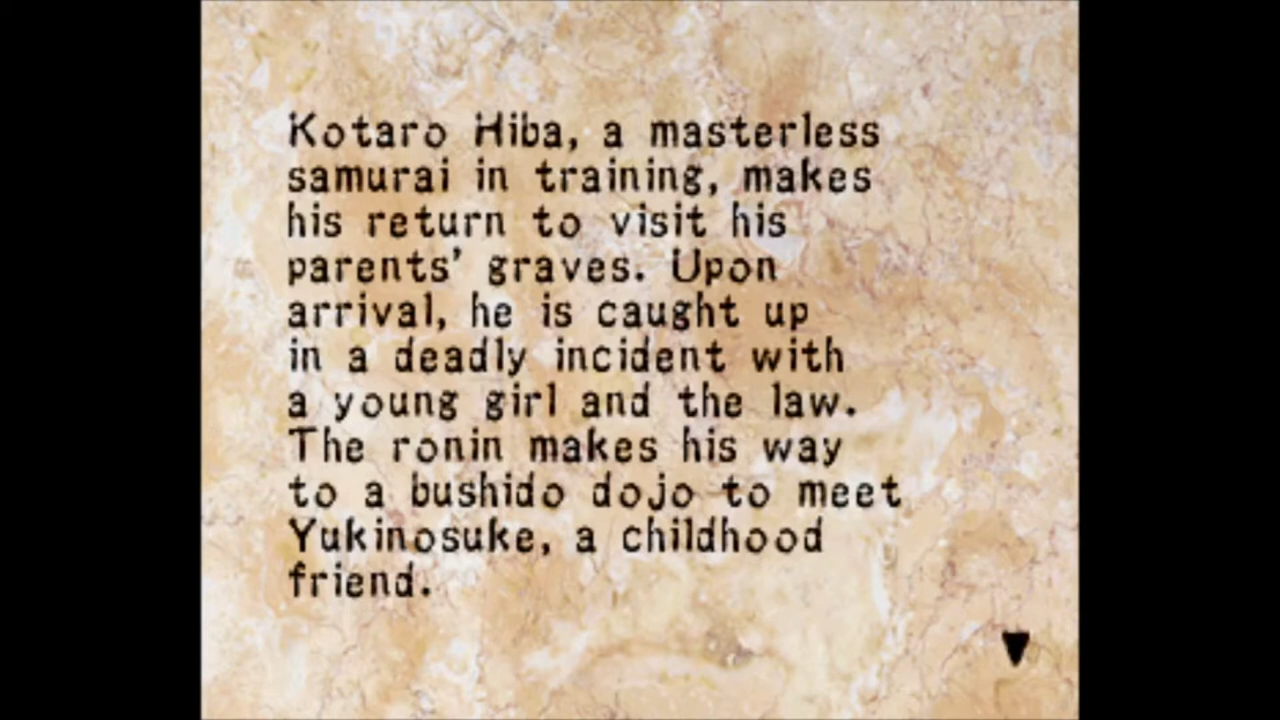 Kotaro Hiba, a masterless
samurai in training, makes
his return to visit his
parents' graves. Upon
arrival, he is caught up
in a deadly incident with
a young girl and the law.
The ronin makes his way
to a bushido dojo to meet
Yukinosuke, a childhood
friend.